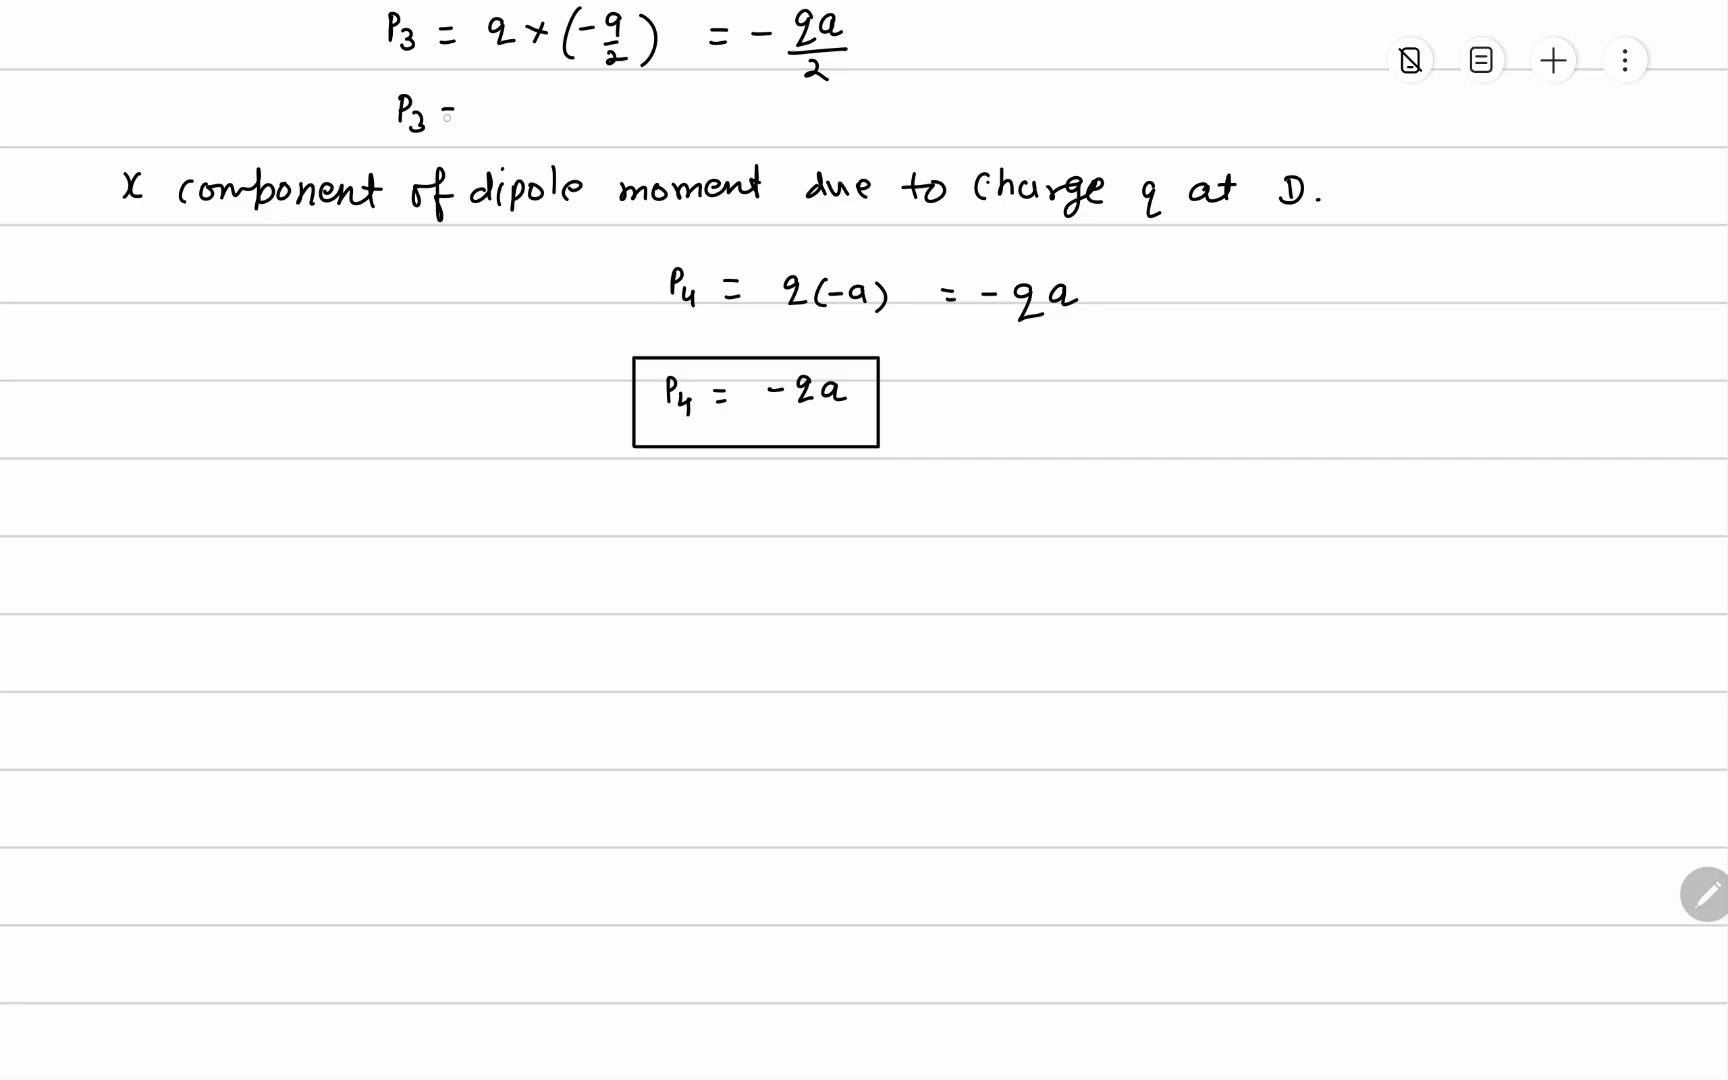 P₃ = q × (-a/2) = - qa/2
P₃ =
x component of dipole moment due to charge q at D.
P₄ = q(-a) = - qa
P₄ = - qa